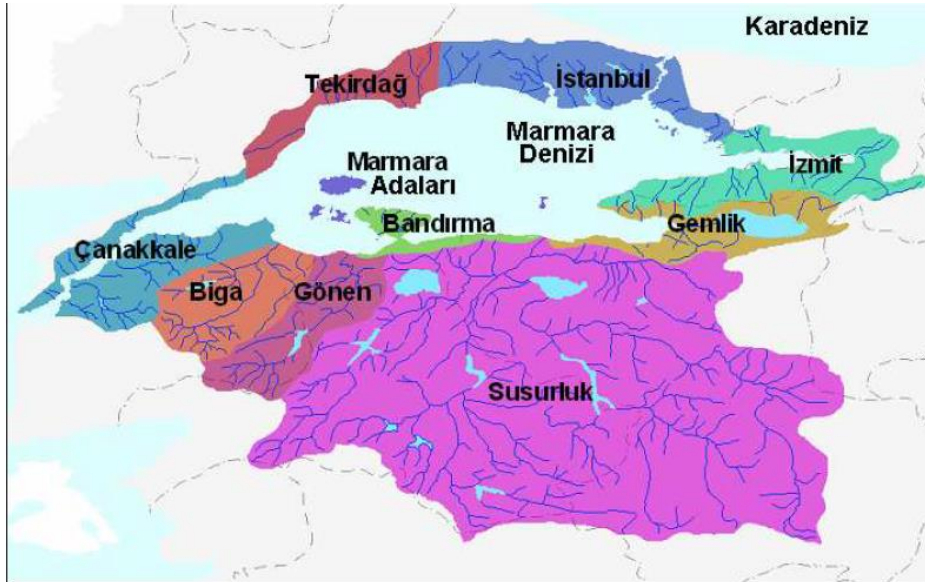 Karadeniz
Tekirdağ
İstanbul
Marmara
Denizi
Marmara
Adaları
İzmit
Bandırma
Gemlik
Çanakkale
Biga
Gönen
Susurluk